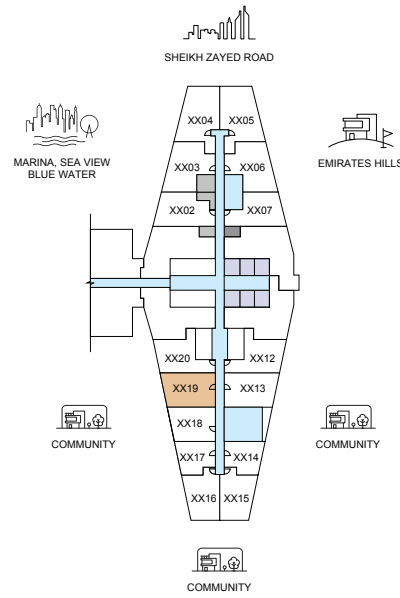 SHEIKH ZAYED ROAD
MARINA, SEA VIEW
BLUE WATER
EMIRATES HILLS
XX04
XX05
XX03
XX06
XX02
XX07
XX20
XX12
XX19
XX13
XX18
XX17
XX14
XX16
XX15
COMMUNITY
COMMUNITY
COMMUNITY